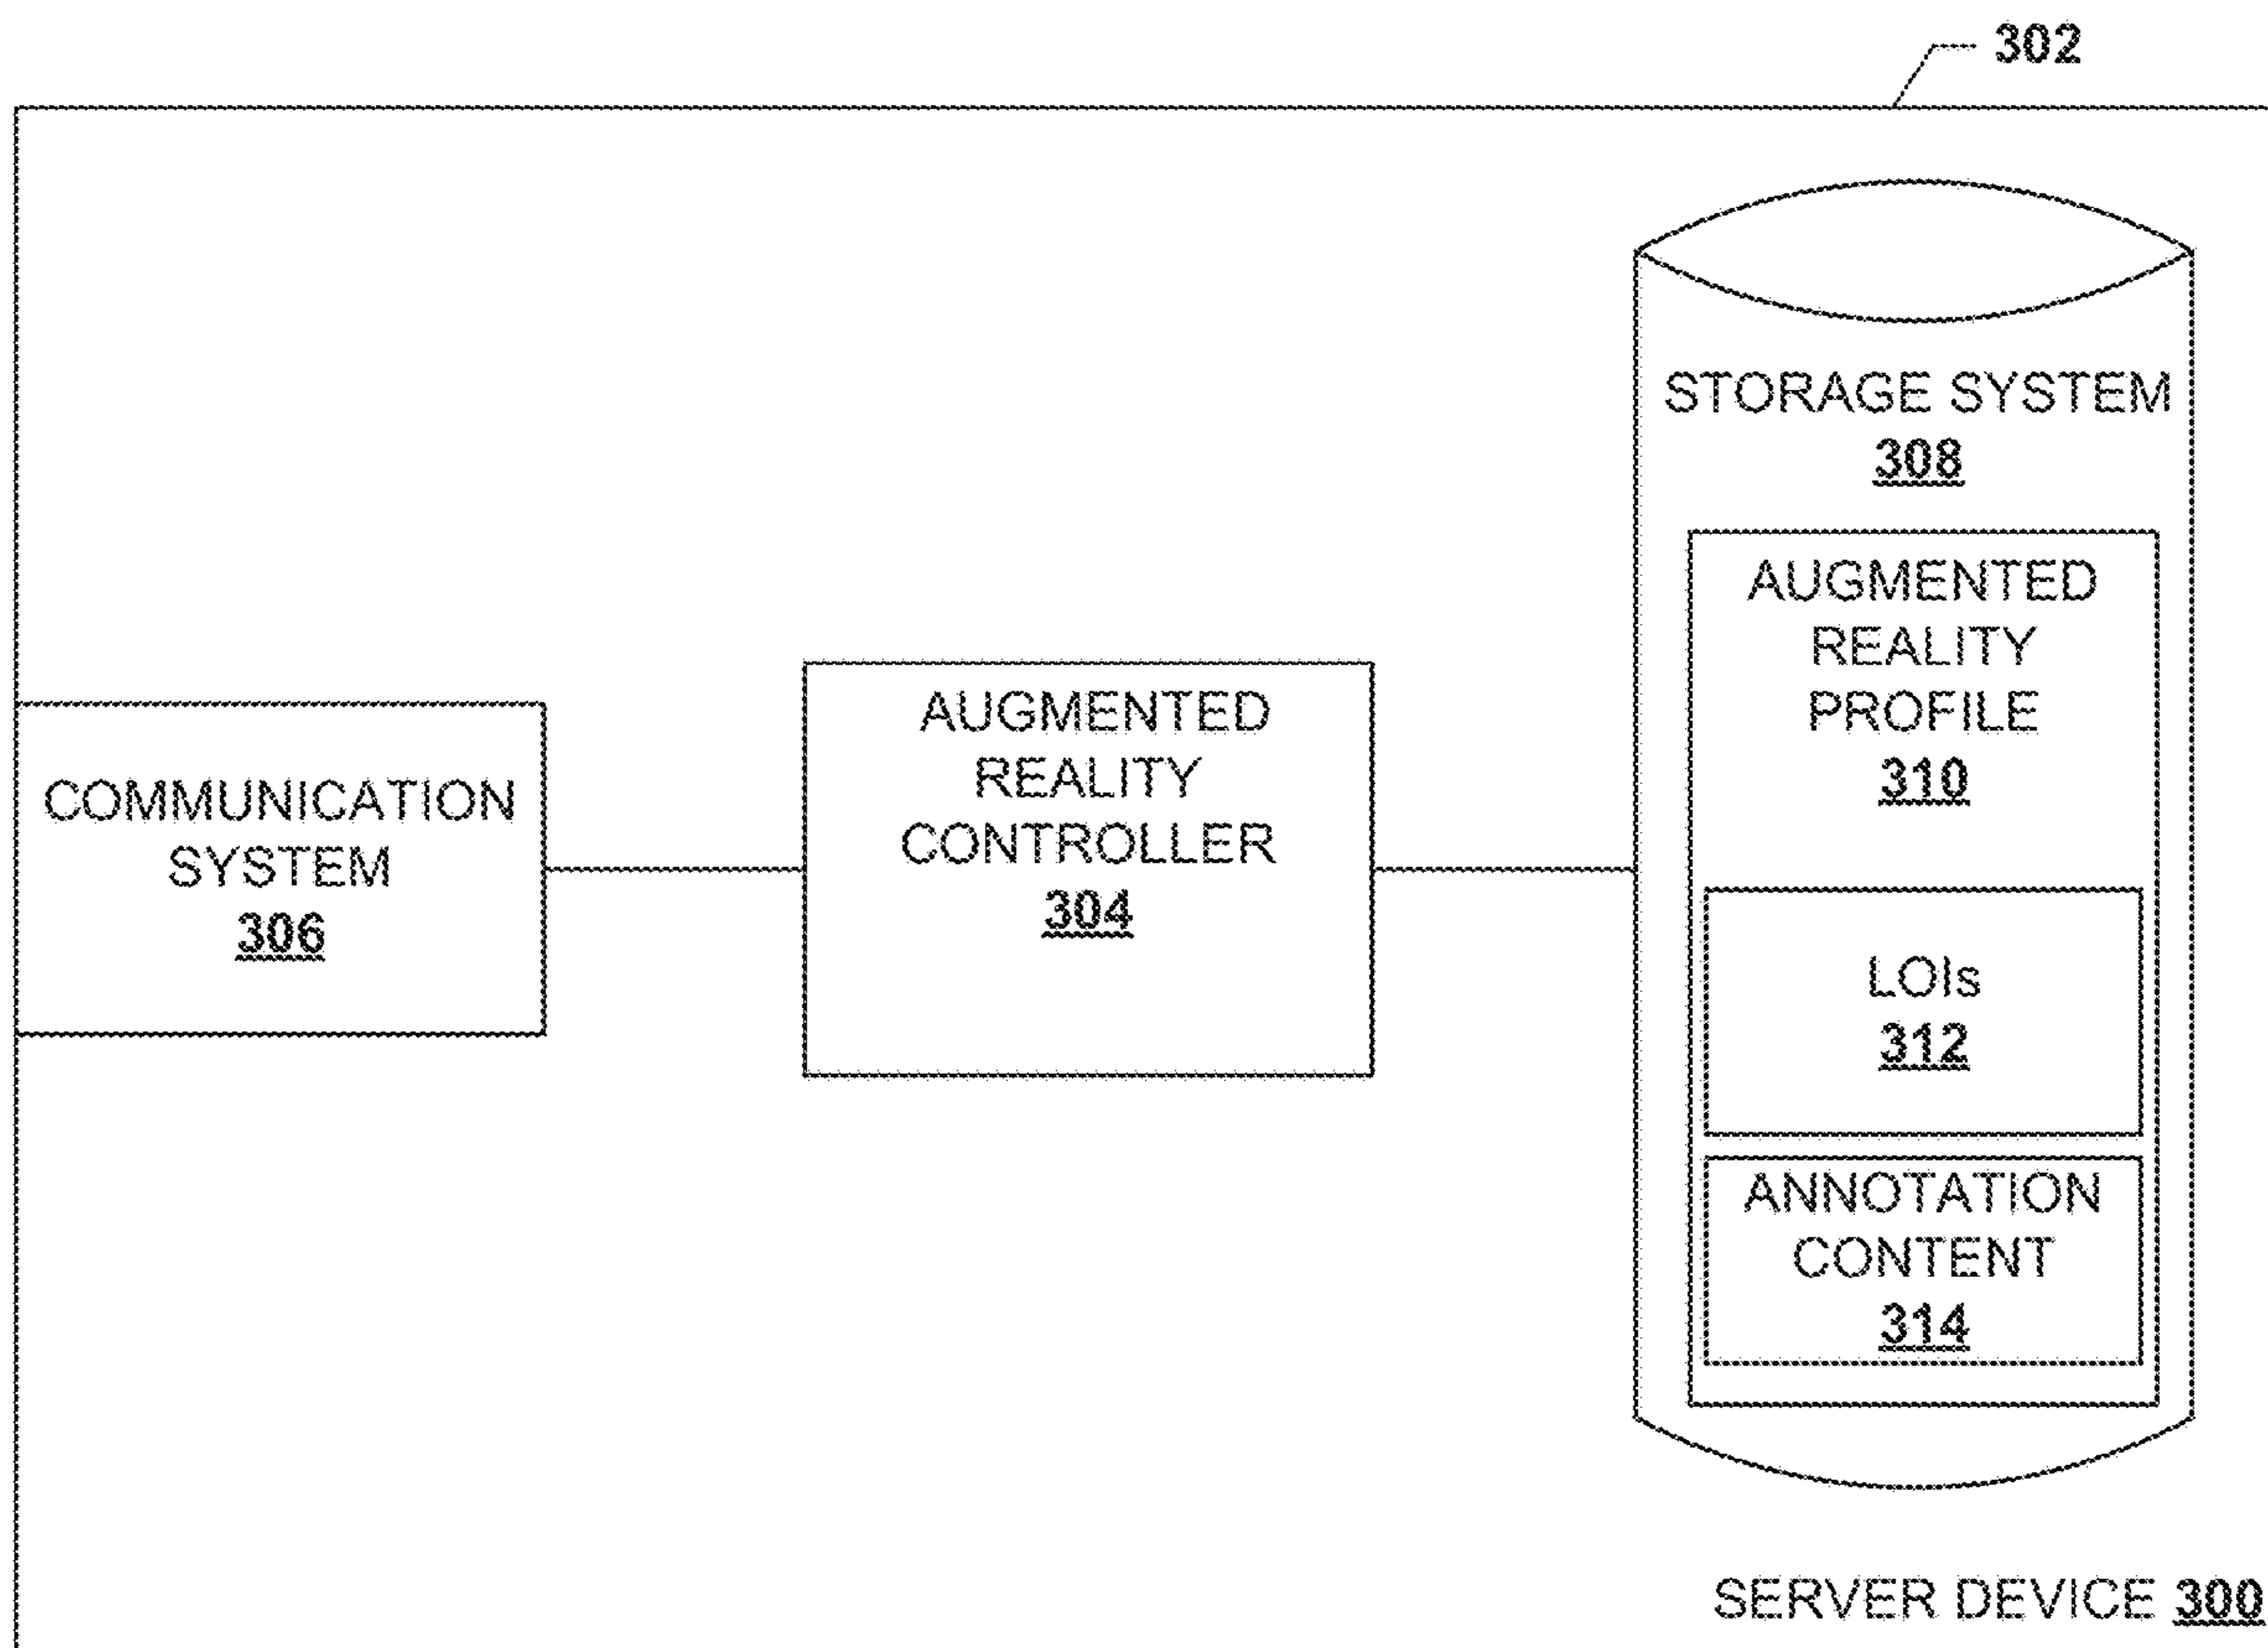 302
STORAGE SYSTEM
308
AUGMENTED
REALITY
PROFILE
310
LOIs
312
ANNOTATION
CONTENT
314
AUGMENTED
REALITY
CONTROLLER
304
COMMUNICATION
SYSTEM
306
SERVER DEVICE 300